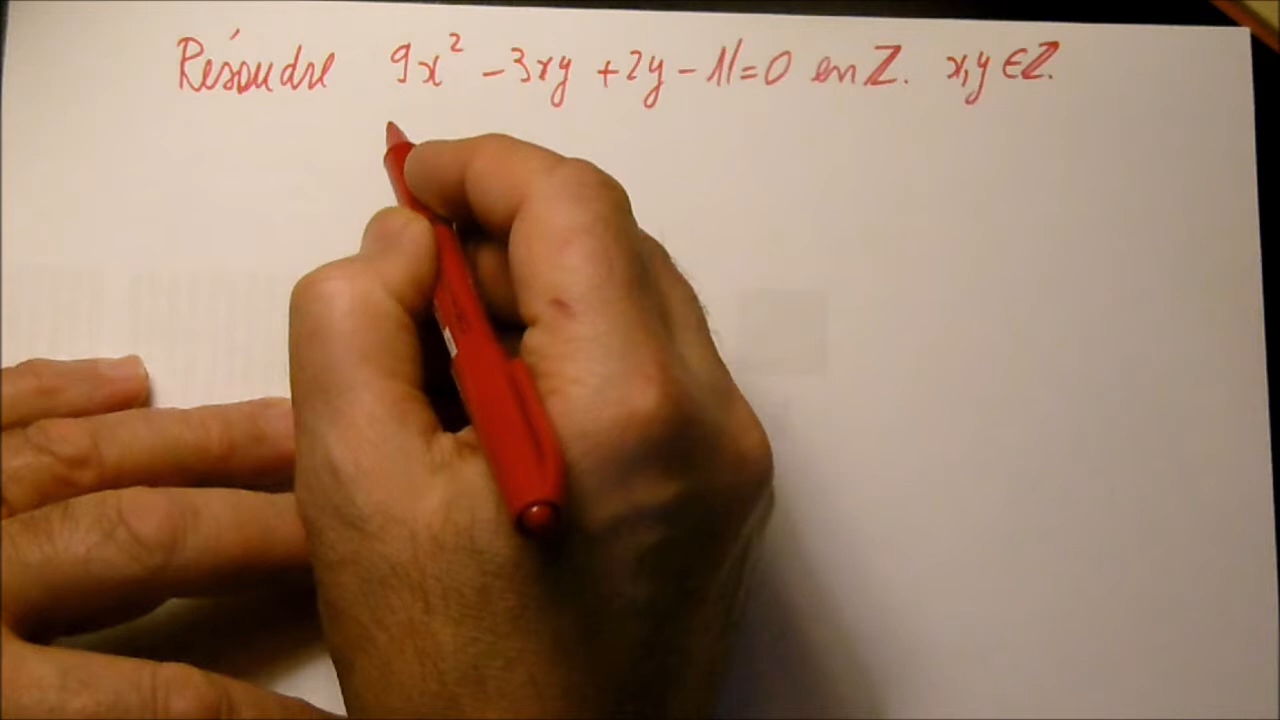 Résoudre 9x² - 3xy + 2y - 11 = 0 en ℤ. x,y ∈ ℤ.